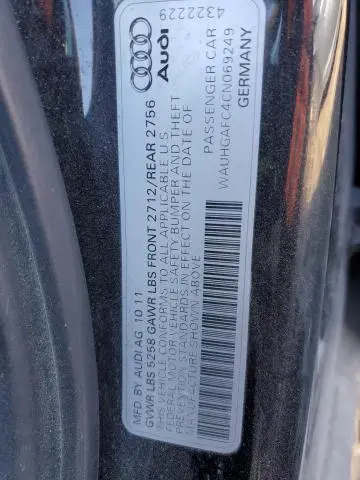 4322229
Audi
PASSENGER CAR
WAUHGAFC4CN069249
GERMANY
MFD. BY AUDI AG 10 11
GVWR LBS 5258 GAWR LBS FRONT 2712/REAR 2756
THIS VEHICLE CONFORMS TO ALL APPLICABLE U.S.
FEDERAL MOTOR VEHICLE SAFETY BUMPER AND THEFT
PREVENTION STANDARDS IN EFFECT ON THE DATE OF
MANUFACTURE SHOWN ABOVE